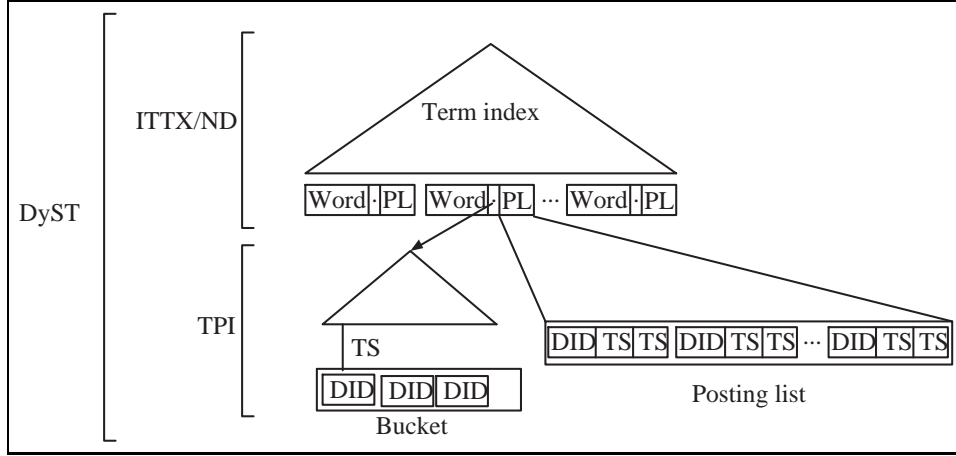 Term index
ITTX/ND
Word · PL Word · PL ··· Word · PL
DyST
TPI
TS
DID TS TS DID TS TS ··· DID TS TS
DID DID DID
Posting list
Bucket